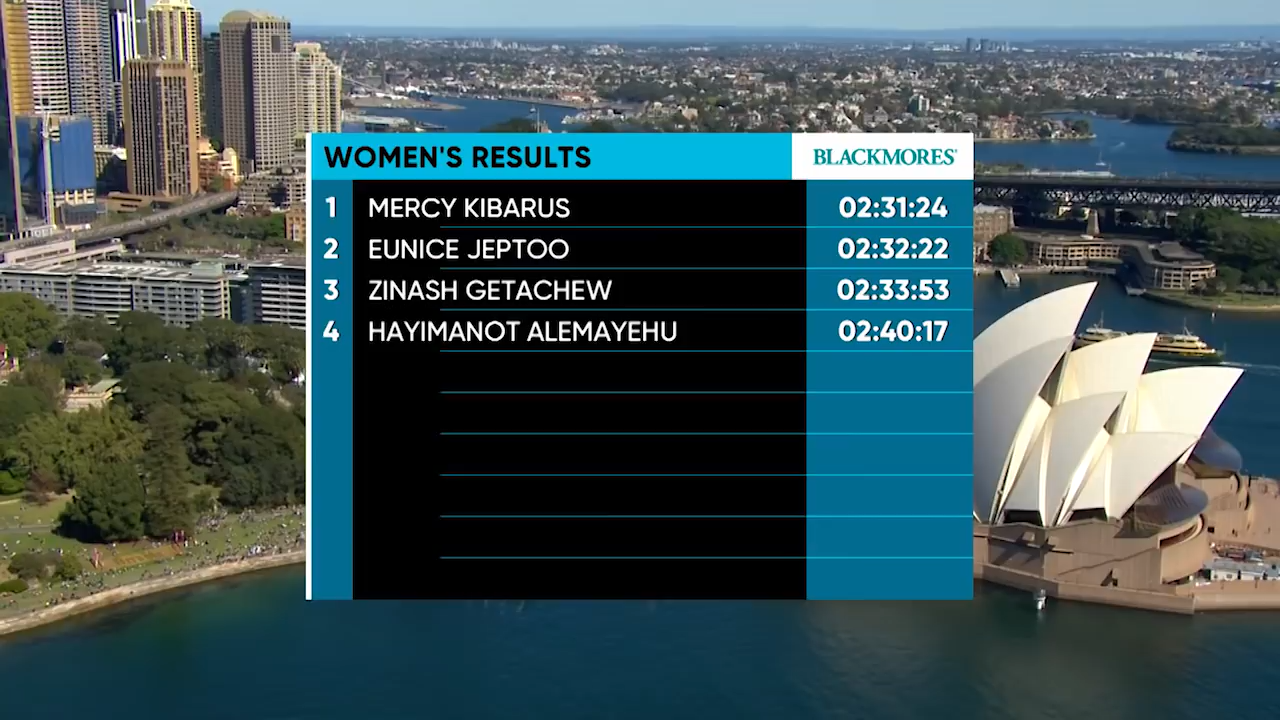 WOMEN'S RESULTS BLACKMORES®
1 MERCY KIBARUS 02:31:24
2 EUNICE JEPTOO 02:32:22
3 ZINASH GETACHEW 02:33:53
4 HAYIMANOT ALEMAYEHU 02:40:17